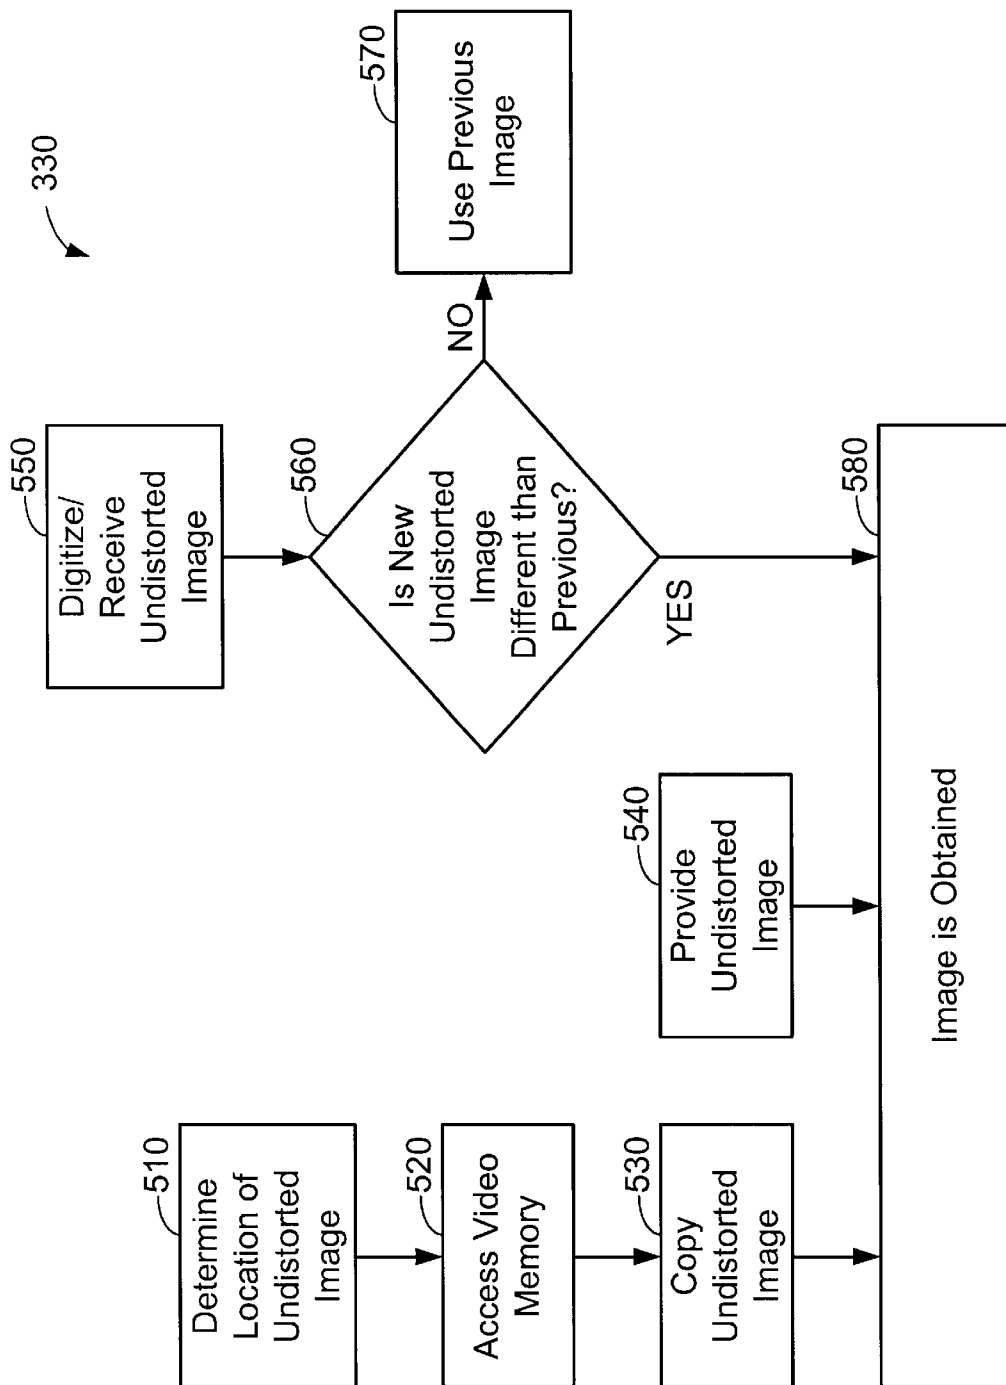 330
510
Determine
Location of
Undistorted
Image
520
Access Video
Memory
530
Copy
Undistorted
Image
540
Provide
Undistorted
Image
550
Digitize/
Receive
Undistorted
Image
560
Is New
Undistorted
Image
Different than
Previous?
NO
570
Use Previous
Image
YES
580
Image is Obtained